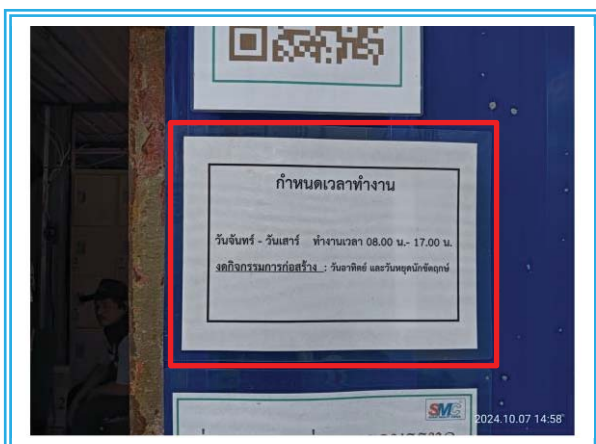 กำหนดเวลาทำงาน
วันจันทร์ - วันเสาร์ ทำงานเวลา 08.00 น.- 17.00 น.
งดกิจกรรมการก่อสร้าง : วันอาทิตย์ และวันหยุดนักขัตฤกษ์
SMC
2024.10.07 14:58